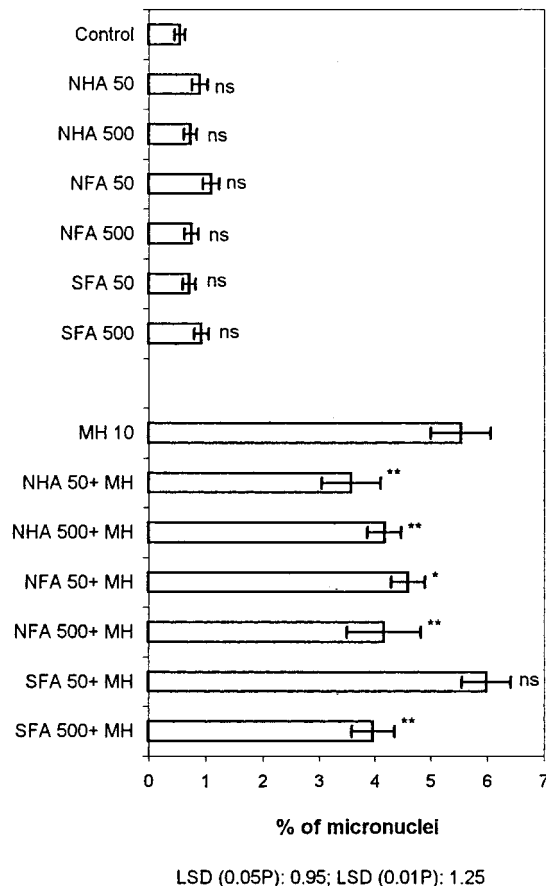 Control
NHA 50 ns
NHA 500 ns
NFA 50 ns
NFA 500 ns
SFA 50 ns
SFA 500 ns
MH 10
NHA 50+ MH **
NHA 500+ MH **
NFA 50+ MH *
NFA 500+ MH **
SFA 50+ MH ns
SFA 500+ MH **
0 1 2 3 4 5 6 7
% of micronuclei
LSD (0.05P): 0.95; LSD (0.01P): 1.25